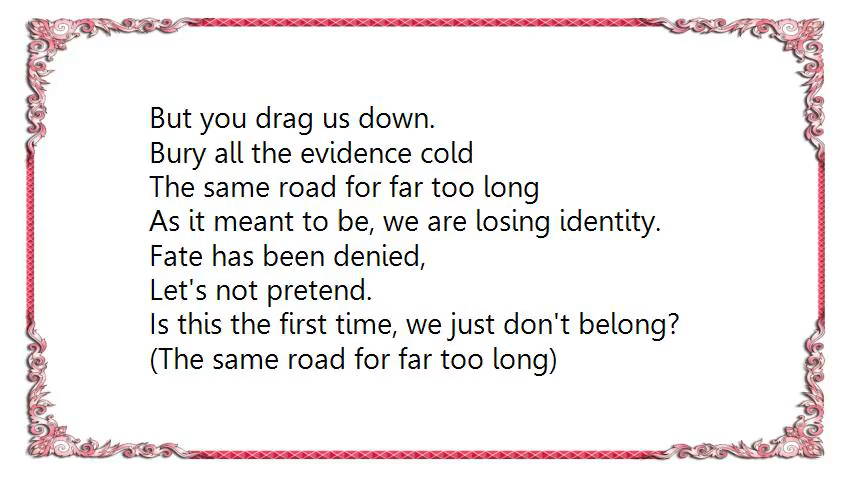 But you drag us down.
Bury all the evidence cold
The same road for far too long
As it meant to be, we are losing identity.
Fate has been denied,
Let's not pretend.
Is this the first time, we just don't belong?
(The same road for far too long)